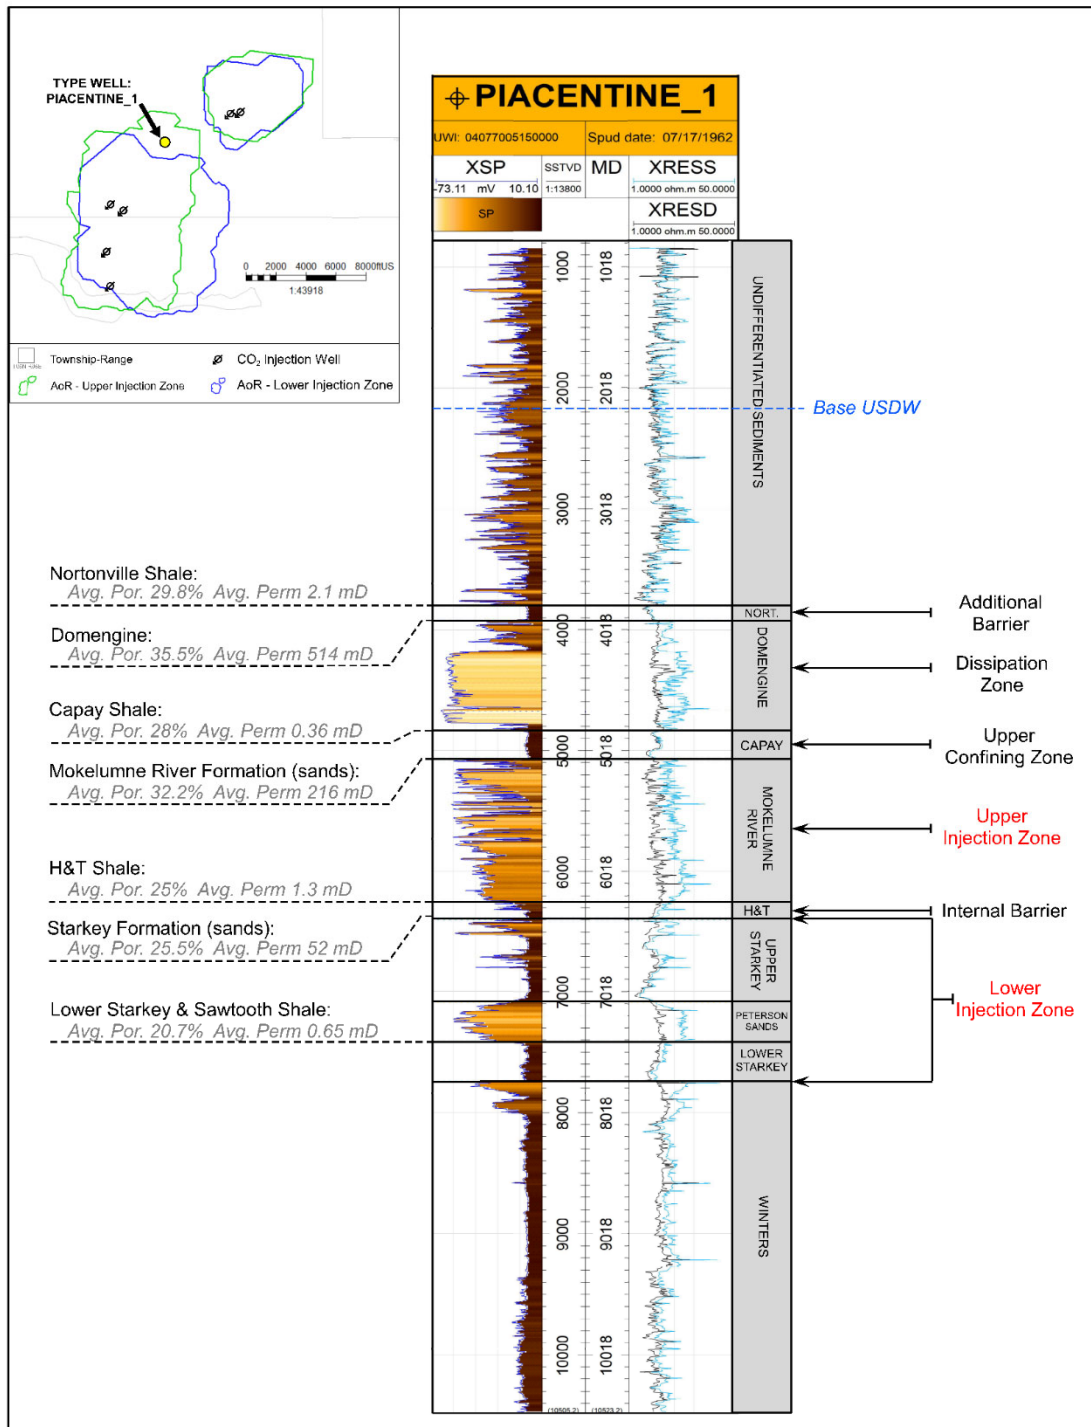 TYPE WELL:
PIACENTINE_1
0 2000 4000 6000 8000ftUS
1:43918
Township-Range
CO₂ Injection Well
AoR - Upper Injection Zone
AoR - Lower Injection Zone
PIACENTINE_1
UWI: 04077005150000 Spud date: 07/17/1962
XSP SSTVD MD XRESS
-73.11 mV 10.10 1:13800 1.0000 ohm.m 50.0000
SP XRESD
1.0000 ohm.m 50.0000
1000 1018
2000 2018
3000 3018
4000 4018
5000 5018
6000 6018
7000 7018
8000 8018
9000 9018
10000 10018
(10505.2) (10523.2)
UNDIFFERENTIATED SEDIMENTS
NORT.
DOMENGINE
CAPAY
MOKELUMNE
RIVER
H&T
UPPER
STARKEY
PETERSON
SANDS
LOWER
STARKEY
WINTERS
Nortonville Shale:
Avg. Por. 29.8% Avg. Perm 2.1 mD
Domengine:
Avg. Por. 35.5% Avg. Perm 514 mD
Capay Shale:
Avg. Por. 28% Avg. Perm 0.36 mD
Mokelumne River Formation (sands):
Avg. Por. 32.2% Avg. Perm 216 mD
H&T Shale:
Avg. Por. 25% Avg. Perm 1.3 mD
Starkey Formation (sands):
Avg. Por. 25.5% Avg. Perm 52 mD
Lower Starkey & Sawtooth Shale:
Avg. Por. 20.7% Avg. Perm 0.65 mD
Base USDW
Additional
Barrier
Dissipation
Zone
Upper
Confining Zone
Upper
Injection Zone
Internal Barrier
Lower
Injection Zone